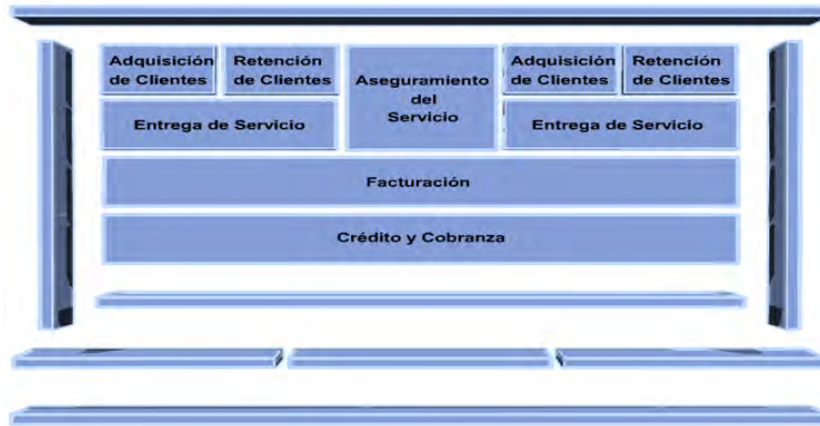 Adquisición
de Clientes
Retención
de Clientes
Aseguramiento
del
Servicio
Adquisición
de Clientes
Retención
de Clientes
Entrega de Servicio
Entrega de Servicio
Facturación
Crédito y Cobranza